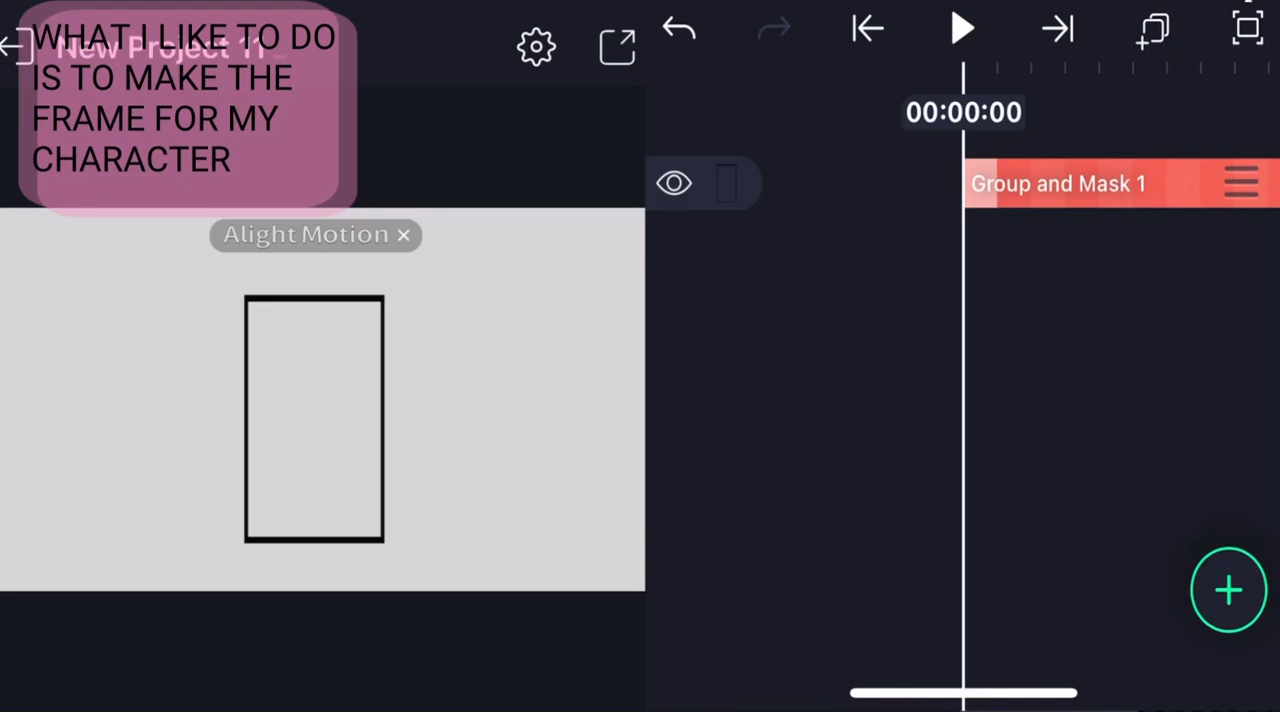 WHAT I LIKE TO DO
IS TO MAKE THE
FRAME FOR MY
CHARACTER
New Project 11
00:00:00
Group and Mask 1
Alight Motion ×